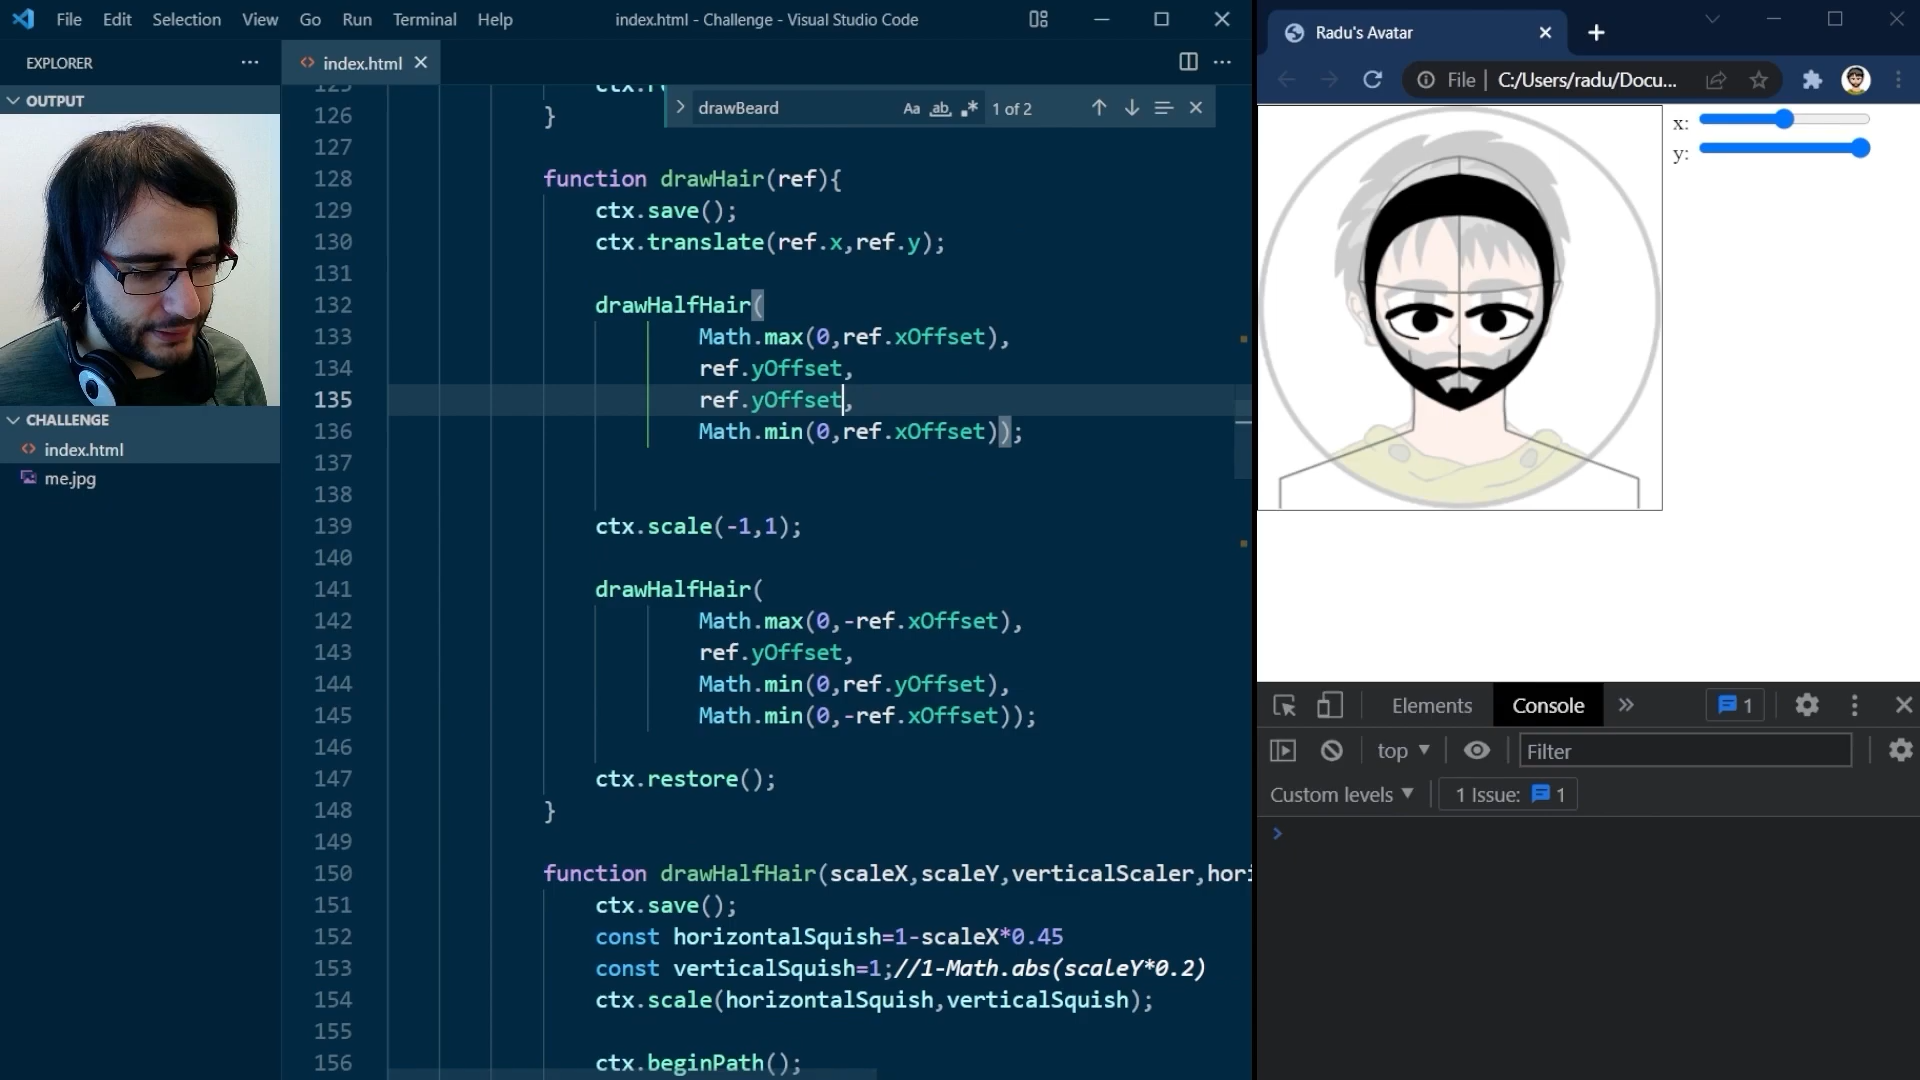 File Edit Selection View Go Run Terminal Help
index.html - Challenge - Visual Studio Code
EXPLORER
index.html
OUTPUT
CHALLENGE
index.html
me.jpg
drawBeard
Aa ab
1 of 2
126 }
127
128 function drawHair(ref){
129 ctx.save();
130 ctx.translate(ref.x,ref.y);
131
132 drawHalfHair(
133 Math.max(0,ref.xOffset),
134 ref.yOffset,
135 ref.yOffset,
136 Math.min(0,ref.xOffset));
137
138
139 ctx.scale(-1,1);
140
141 drawHalfHair(
142 Math.max(0,-ref.xOffset),
143 ref.yOffset,
144 Math.min(0,ref.yOffset),
145 Math.min(0,-ref.xOffset));
146
147 ctx.restore();
148 }
149
150 function drawHalfHair(scaleX,scaleY,verticalScaler,hori
151 ctx.save();
152 const horizontalSquish=1-scaleX*0.45
153 const verticalSquish=1;//1-Math.abs(scaleY*0.2)
154 ctx.scale(horizontalSquish,verticalSquish);
155
156 ctx.beginPath();
Radu's Avatar
File | C:/Users/radu/Docu...
x:
y:
Elements Console » 1
top Filter
Custom levels 1 Issue: 1